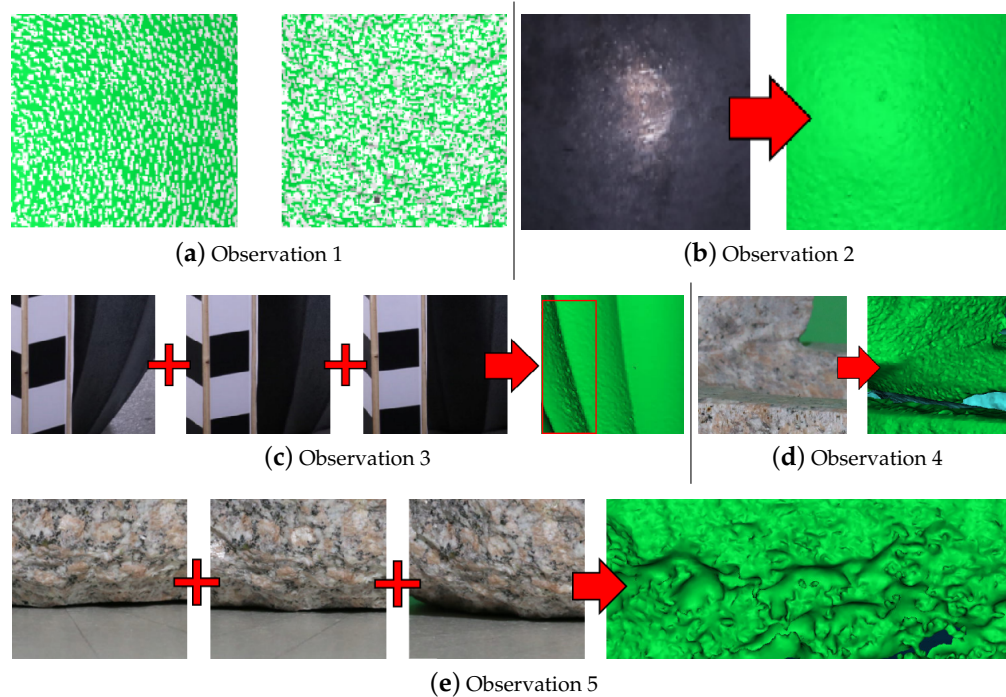 (a) Observation 1
(b) Observation 2
(c) Observation 3
(d) Observation 4
(e) Observation 5